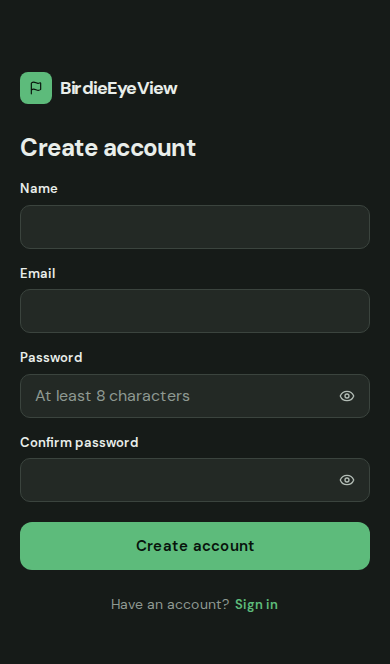 BirdieEyeView
Create account
Name
Email
Password
At least 8 characters
Confirm password
Create account
Have an account? Sign in